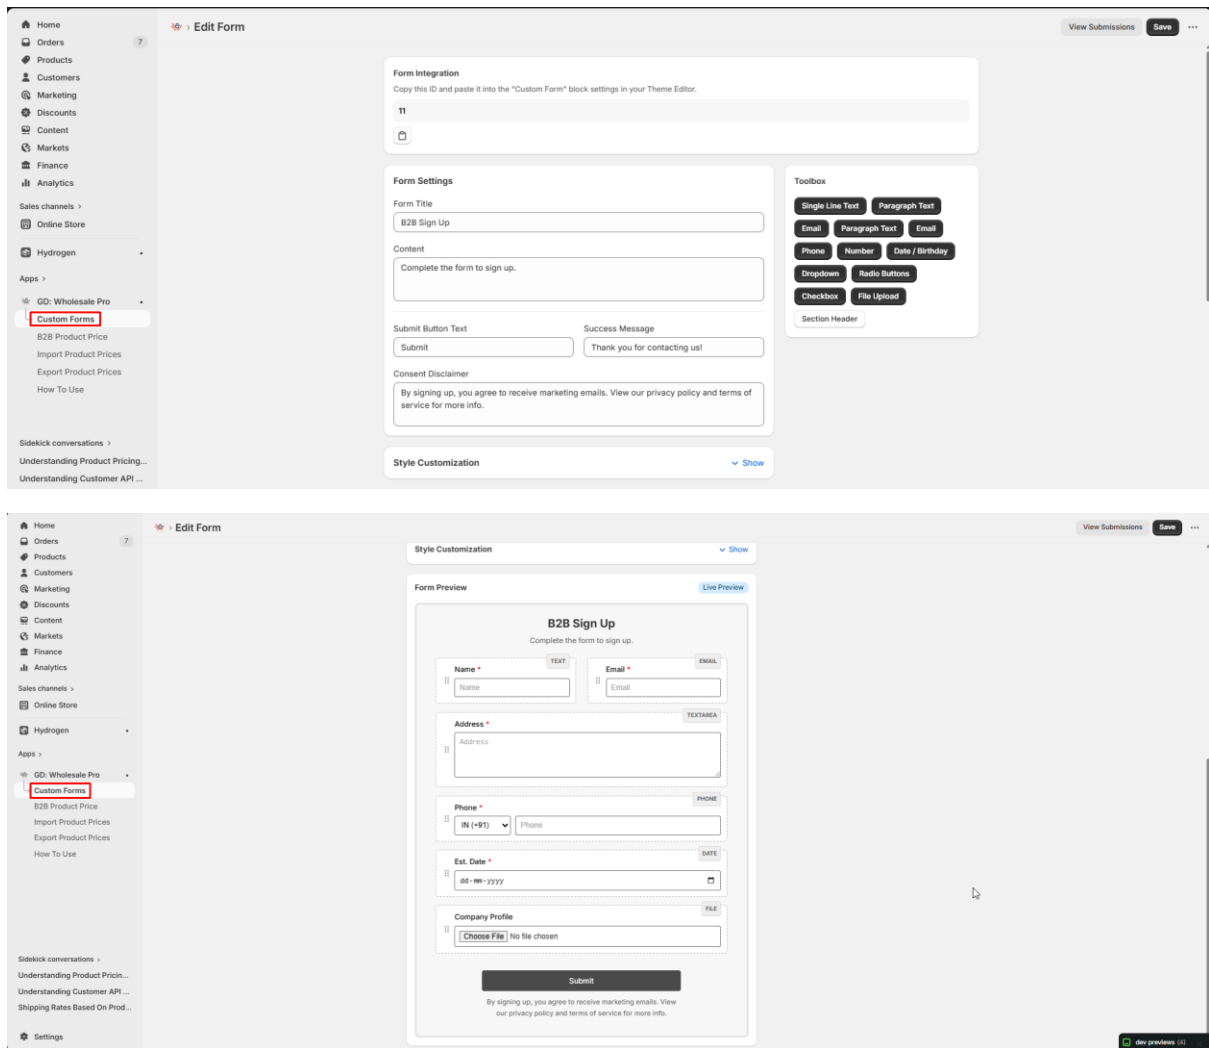 Home
Edit Form
View Submissions
Save
Orders
7
Products
Customers
Marketing
Discounts
Content
Markets
Finance
Analytics
Sales channels
Online Store
Hydrogen
Apps
GD: Wholesale Pro
Custom Forms
B2B Product Price
Import Product Prices
Export Product Prices
How To Use
Sidekick conversations
Understanding Product Pricing...
Understanding Customer API ...
Form Integration
Copy this ID and paste it into the "Custom Form" block settings in your Theme Editor.
11
Form Settings
Form Title
B2B Sign Up
Content
Complete the form to sign up.
Submit Button Text
Success Message
Submit
Thank you for contacting us!
Consent Disclaimer
By signing up, you agree to receive marketing emails. View our privacy policy and terms of
service for more info.
Style Customization
Show
Toolbox
Single Line Text
Paragraph Text
Email
Paragraph Text
Email
Phone
Number
Date / Birthday
Dropdown
Radio Buttons
Checkbox
File Upload
Section Header
Home
Edit Form
View Submissions
Save
Orders
7
Products
Customers
Marketing
Discounts
Content
Markets
Finance
Analytics
Sales channels
Online Store
Hydrogen
Apps
GD: Wholesale Pro
Custom Forms
B2B Product Price
Import Product Prices
Export Product Prices
How To Use
Sidekick conversations
Understanding Product Pricin...
Understanding Customer API ...
Shipping Rates Based On Prod...
Settings
Style Customization
Show
Form Preview
Live Preview
B2B Sign Up
Complete the form to sign up.
TEXT
Name *
Name
EMAIL
Email *
Email
TEXTAREA
Address *
Address
PHONE
Phone *
IN (+91)
Phone
DATE
Est. Date *
dd-mm-yyyy
FILE
Company Profile
Choose File No file chosen
Submit
By signing up, you agree to receive marketing emails. View
our privacy policy and terms of service for more info.
dev previews (4)